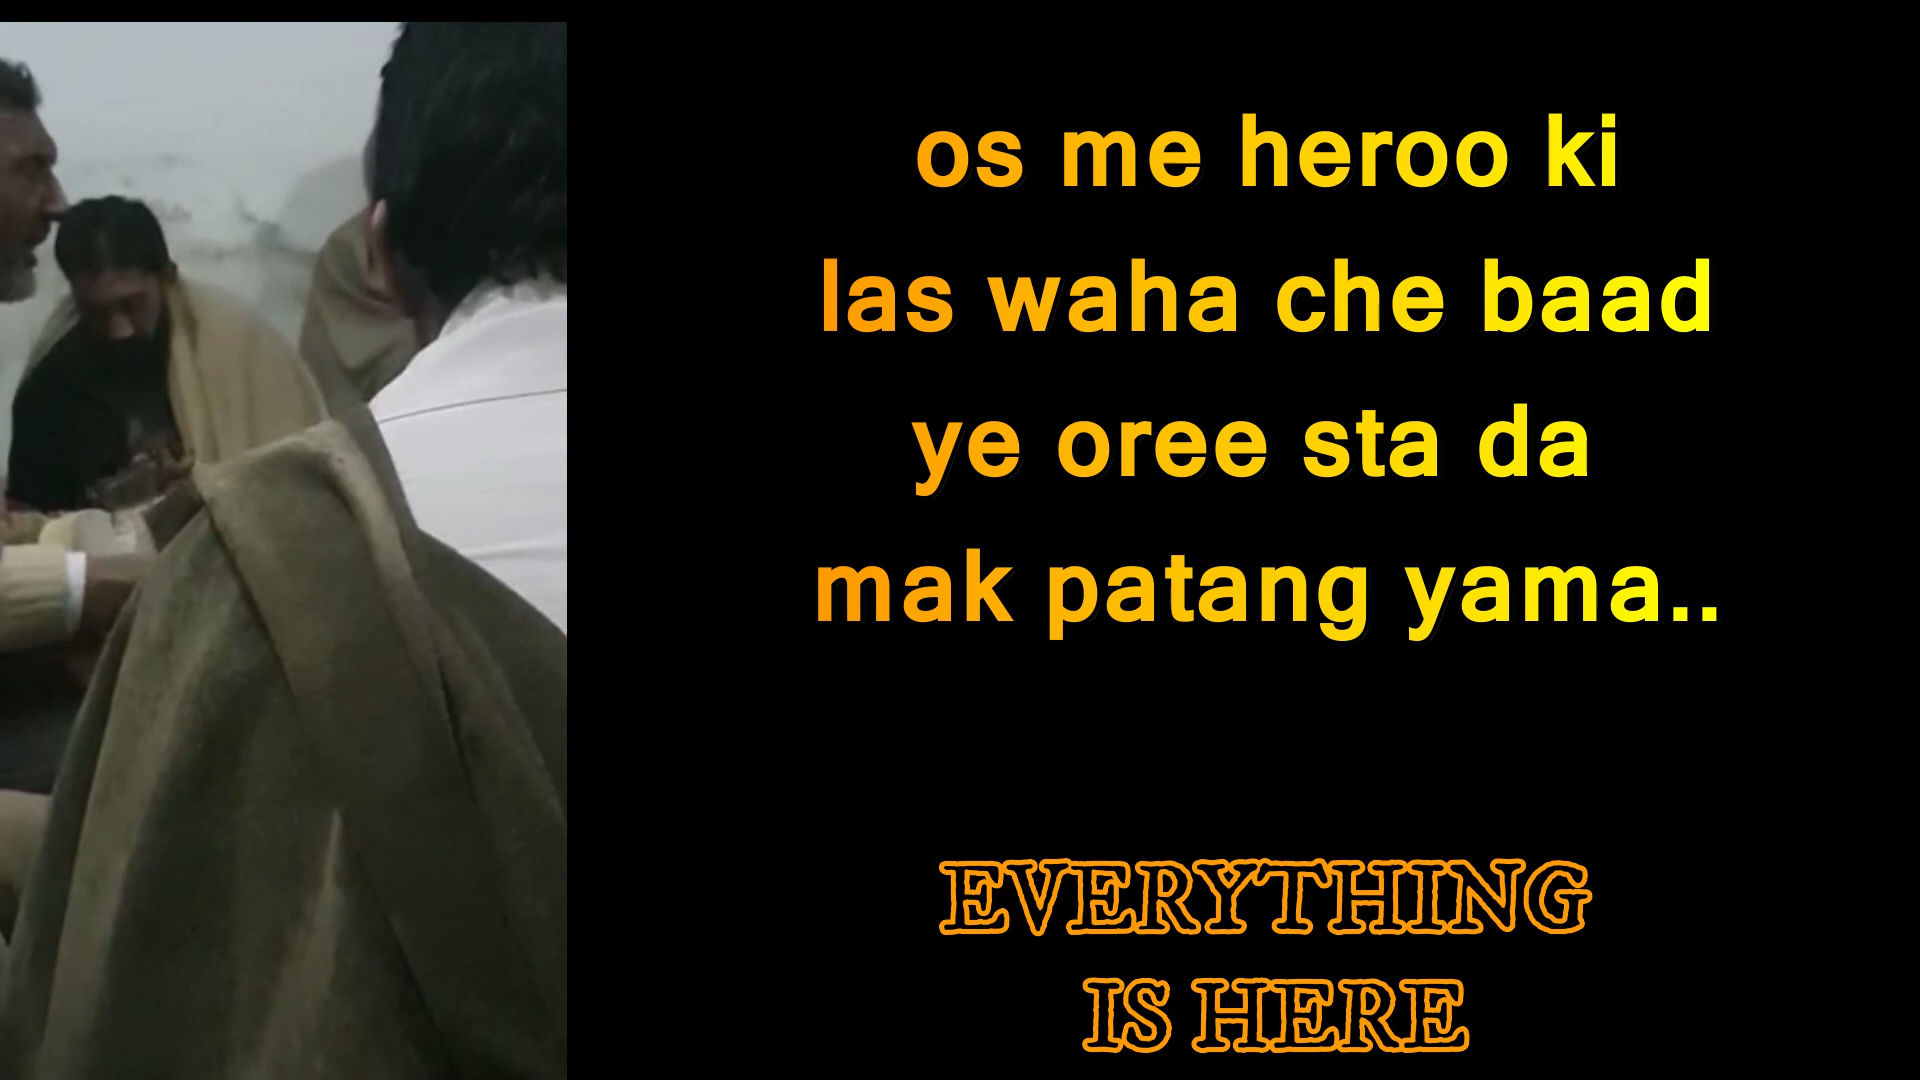 os me heroo ki
las waha che baad
ye oree sta da
mak patang yama..
EVERYTHING
IS HERE